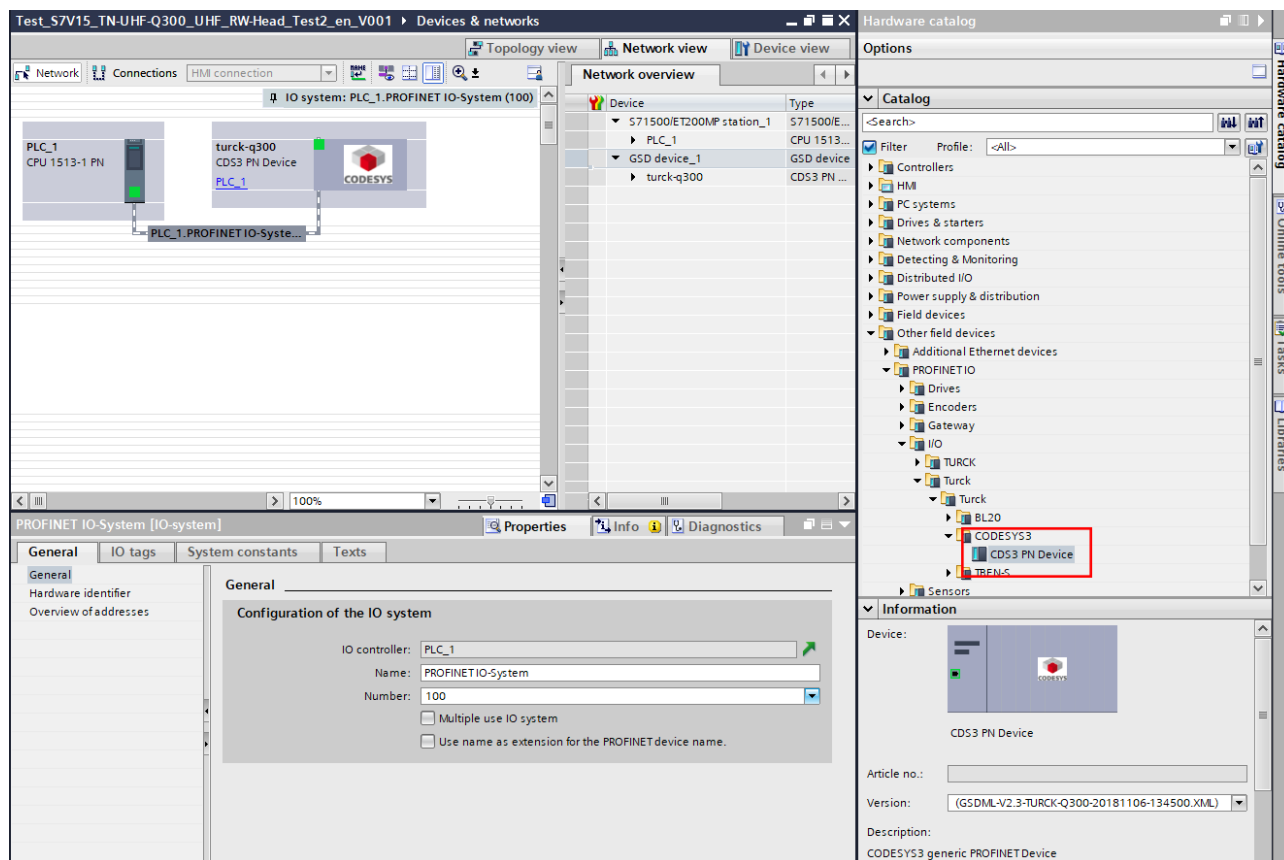 Test_S7V15_TN-UHF-Q300_UHF_RW-Head_Test2_en_V001 ▸ Devices & networks
Topology view
Network view
Device view
Network
Connections
HMI connection
IO system: PLC_1.PROFINET IO-System (100)
PLC_1
CPU 1513-1 PN
turck-q300
CDS3 PN Device
PLC_1
CODESYS
PLC_1.PROFINET IO-Syste...
100%
Network overview
Device Type
S71500/ET200MP station_1 S71500/E...
PLC_1 CPU 1513...
GSD device_1 GSD device
turck-q300 CDS3 PN ...
PROFINET IO-System [IO-system]
Properties
Info
Diagnostics
General
IO tags
System constants
Texts
General
Hardware identifier
Overview of addresses
General
Configuration of the IO system
IO controller: PLC_1
Name: PROFINET IO-System
Number: 100
Multiple use IO system
Use name as extension for the PROFINET device name.
Hardware catalog
Options
Catalog
<Search>
Filter Profile: <All>
Controllers
HMI
PC systems
Drives & starters
Network components
Detecting & Monitoring
Distributed I/O
Power supply & distribution
Field devices
Other field devices
Additional Ethernet devices
PROFINET IO
Drives
Encoders
Gateway
I/O
TURCK
Turck
Turck
BL20
CODESYS3
CDS3 PN Device
TBEN-S
Sensors
Information
Device:
CODESYS
CDS3 PN Device
Article no.:
Version: (GSDML-V2.3-TURCK-Q300-20181106-134500.XML)
Description:
CODESYS3 generic PROFINET Device
Hardware catalog
Online tools
Tasks
Libraries